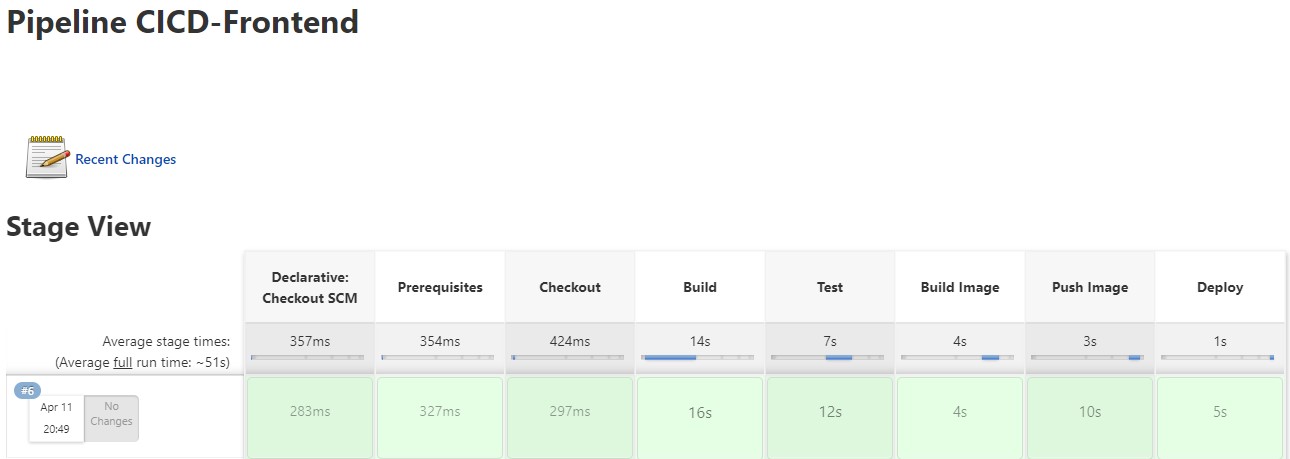 Pipeline CICD-Frontend
Recent Changes
Stage View
Declarative:
Checkout SCM
Prerequisites
Checkout
Build
Test
Build Image
Push Image
Deploy
Average stage times:
(Average full run time: ~51s)
357ms
354ms
424ms
14s
7s
4s
3s
1s
#6
Apr 11
20:49
No
Changes
283ms
327ms
297ms
16s
12s
4s
10s
5s